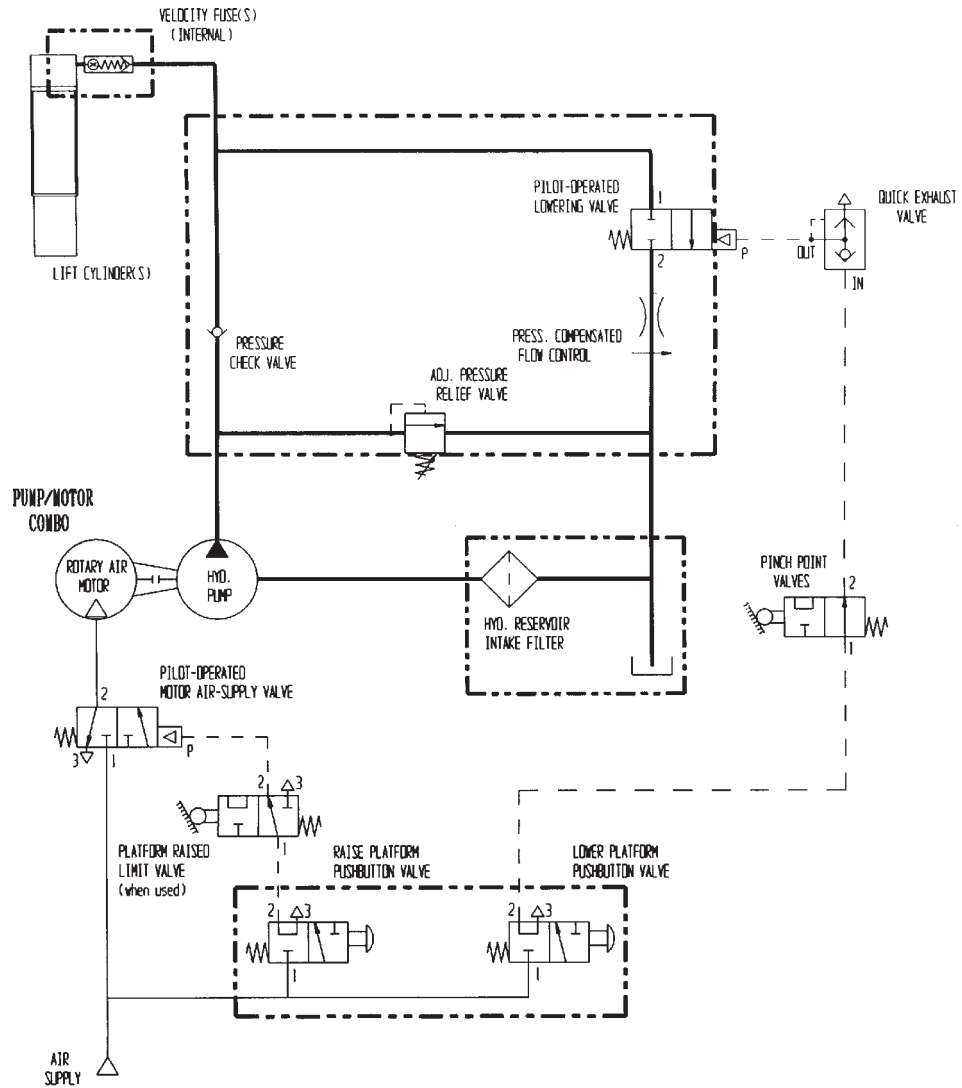 VELOCITY FUSE(S)
(INTERNAL)
LIFT CYLINDER(S)
PILOT-OPERATED
LOWERING VALVE
1
2
P
QUICK EXHAUST
VALVE
OUT
IN
PRESSURE
CHECK VALVE
PRESS. COMPENSATED
FLOW CONTROL
ADJ. PRESSURE
RELIEF VALVE
PUMP/MOTOR
COMBO
ROTARY AIR
MOTOR
HYD.
PUMP
HYD. RESERVOIR
INTAKE FILTER
PINCH POINT
VALVES
2
1
PILOT-OPERATED
MOTOR AIR-SUPPLY VALVE
2
3
1
P
2
3
1
PLATFORM RAISED
LIMIT VALVE
(when used)
RAISE PLATFORM
PUSHBUTTON VALVE
LOWER PLATFORM
PUSHBUTTON VALVE
2
3
1
2
3
1
AIR
SUPPLY